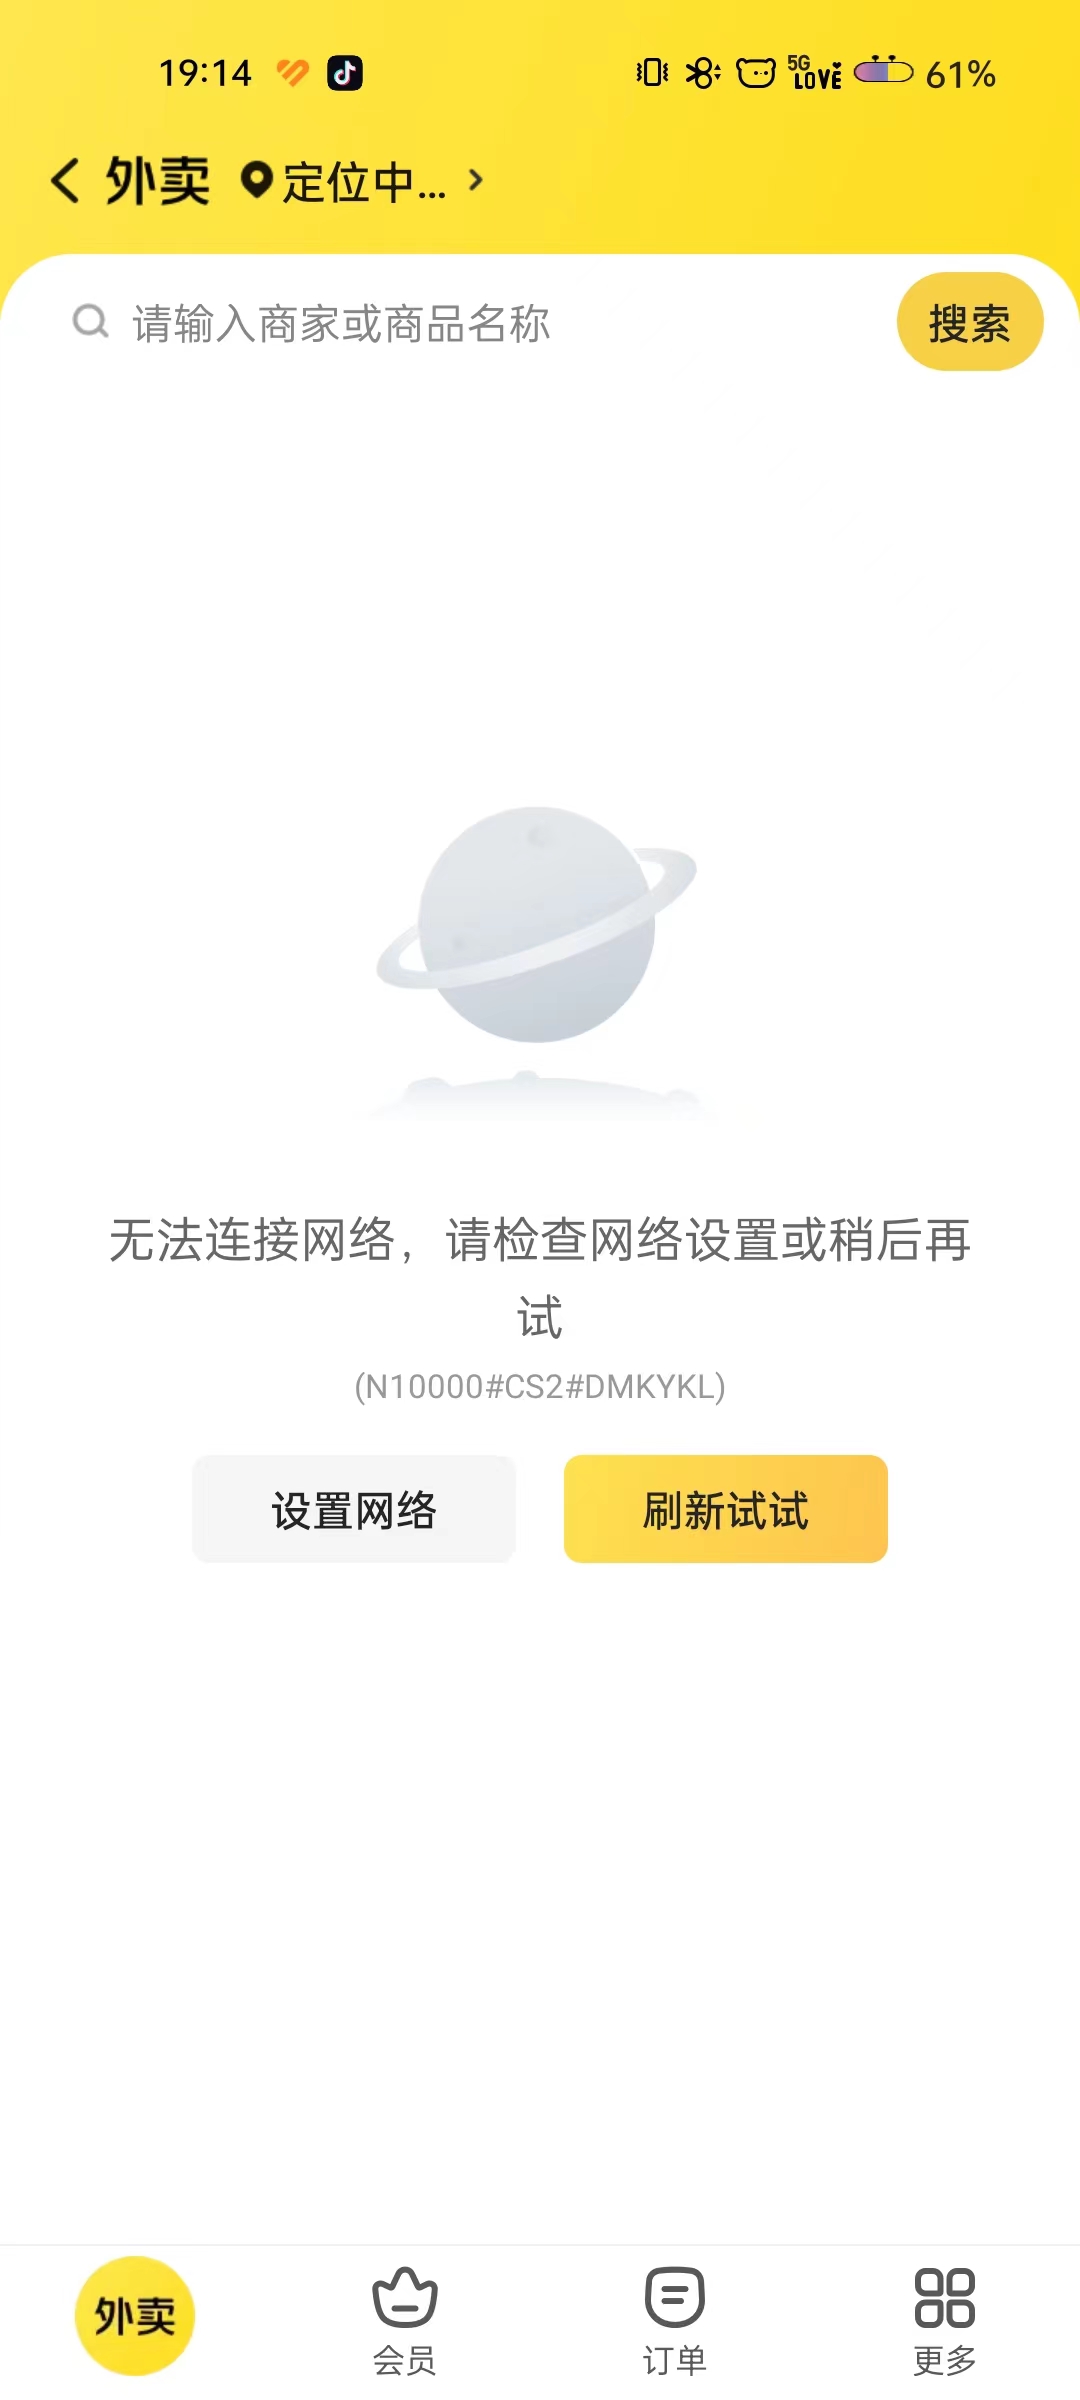 19:14
5G
LOVE
61%
外卖 定位中... >
请输入商家或商品名称
搜索
无法连接网络，请检查网络设置或稍后再
试
(N10000#CS2#DMKYKL)
设置网络
刷新试试
外卖
会员
订单
更多